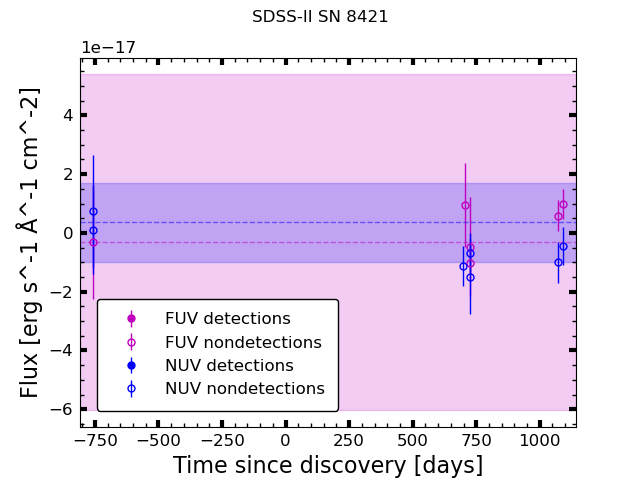 SDSS-II SN 8421
1e−17
4
2
0
−2
−4
−6
Flux [erg s^-1 Å^-1 cm^-2]
FUV detections
FUV nondetections
NUV detections
NUV nondetections
−750 −500 −250 0 250 500 750 1000
Time since discovery [days]